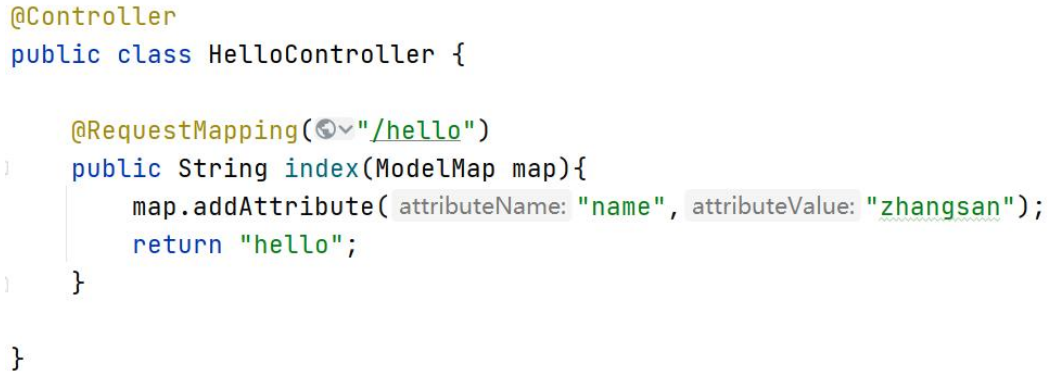 @Controller
public class HelloController {
@RequestMapping("/hello")
public String index(ModelMap map){
map.addAttribute( attributeName: "name", attributeValue: "zhangsan");
return "hello";
}
}